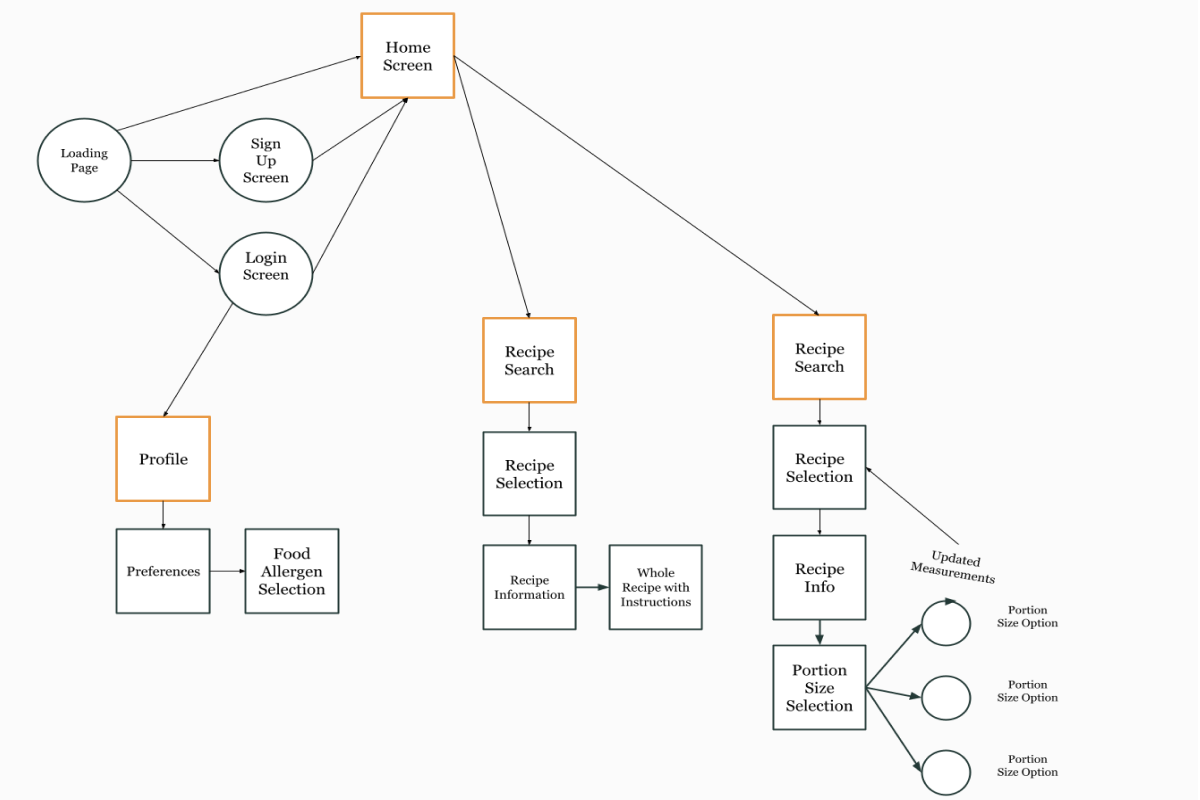 Home
Screen
Loading
Page
Sign
Up
Screen
Login
Screen
Profile
Preferences
Food
Allergen
Selection
Recipe
Search
Recipe
Selection
Recipe
Information
Whole
Recipe with
Instructions
Recipe
Search
Recipe
Selection
Recipe
Info
Portion
Size
Selection
Updated
Measurements
Portion
Size Option
Portion
Size Option
Portion
Size Option